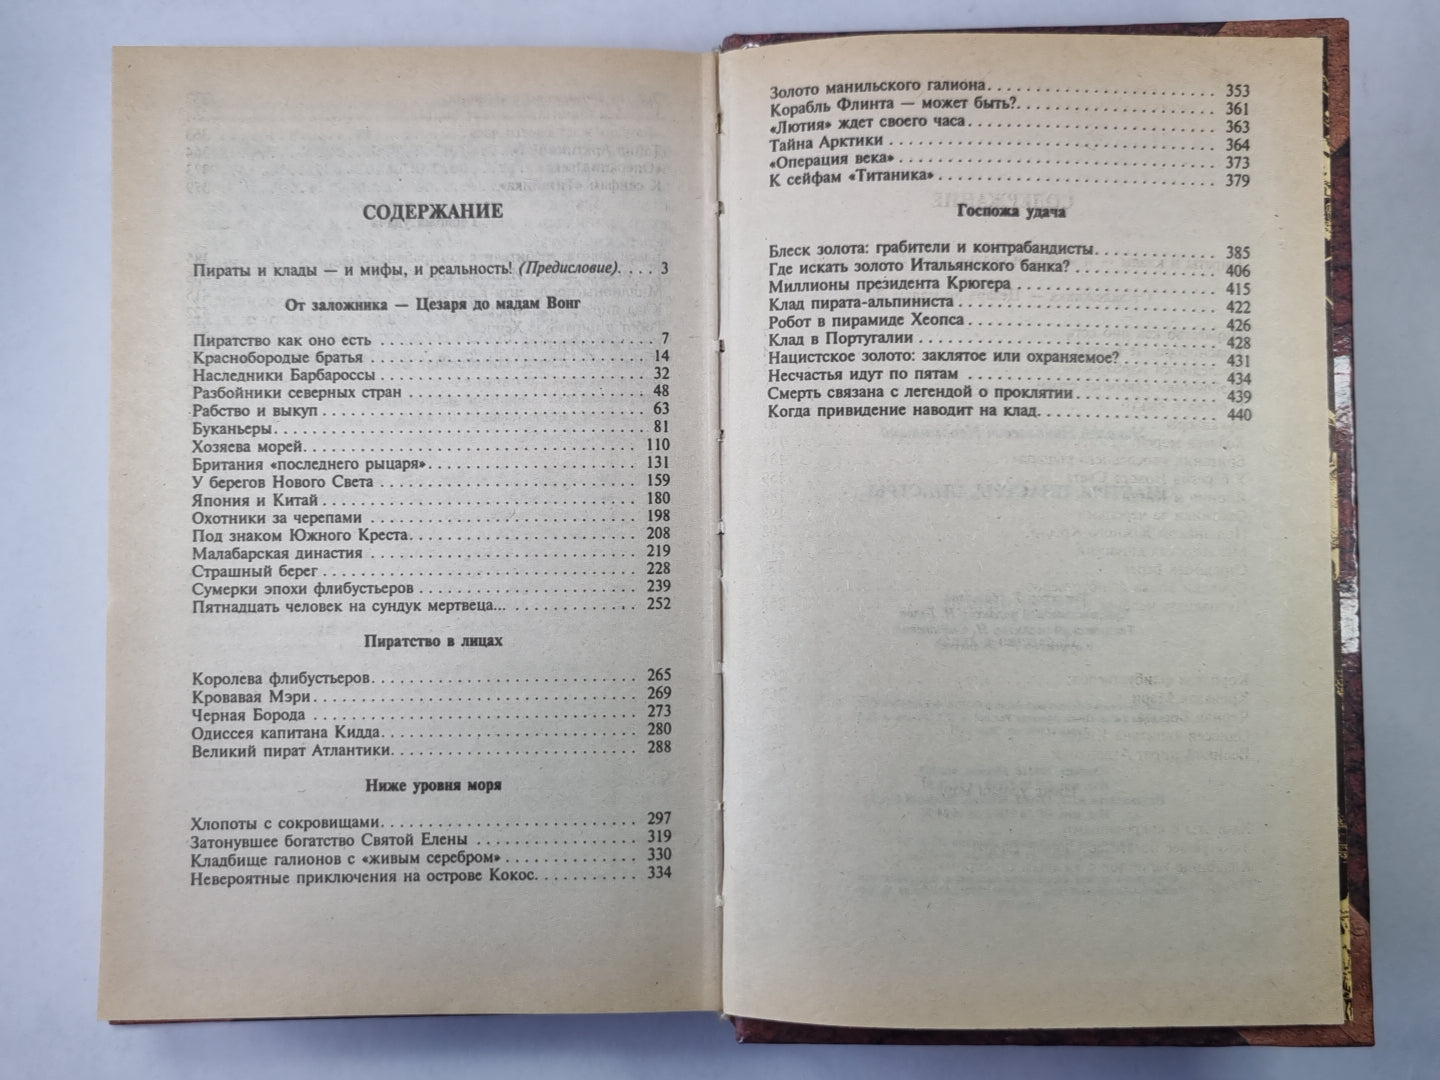 СОДЕРЖАНИЕ
Пираты и клады — и мифы, и реальность! (Предисловие). . . . 3
От заложника — Цезаря до мадам Вонг
Пиратство как оно есть . . . . 7
Краснобородые братья . . . . 14
Наследники Барбароссы . . . . 32
Разбойники северных стран . . . . 48
Рабство и выкуп . . . . 63
Буканьеры. . . . 81
Хозяева морей. . . . 110
Британия «последнего рыцаря». . . . 131
У берегов Нового Света . . . . 159
Япония и Китай . . . . 180
Охотники за черепами . . . . 198
Под знаком Южного Креста. . . . 208
Малабарская династия . . . . 219
Страшный берег . . . . 228
Сумерки эпохи флибустьеров . . . . 239
Пятнадцать человек на сундук мертвеца... . . . . 252
Пиратство в лицах
Королева флибустьеров. . . . 265
Кровавая Мэри. . . . 269
Черная Борода . . . . 273
Одиссея капитана Кидда. . . . 280
Великий пират Атлантики. . . . 288
Ниже уровня моря
Хлопоты с сокровищами. . . . 297
Затонувшее богатство Святой Елены . . . . 319
Кладбище галионов с «живым серебром» . . . . 330
Невероятные приключения на острове Кокос. . . . 334
Золото манильского галиона. . . . 353
Корабль Флинта — может быть?. . . . 361
«Лютия» ждет своего часа. . . . 363
Тайна Арктики . . . . 364
«Операция века» . . . . 373
К сейфам «Титаника». . . . 379
Госпожа удача
Блеск золота: грабители и контрабандисты. . . . 385
Где искать золото Итальянского банка? . . . . 406
Миллионы президента Крюгера . . . . 415
Клад пирата-альпиниста . . . . 422
Робот в пирамиде Хеопса. . . . 426
Клад в Португалии . . . . 428
Нацистское золото: заклятое или охраняемое? . . . . 431
Несчастья идут по пятам . . . . 434
Смерть связана с легендой о проклятии. . . . 439
Когда привидение наводит на клад. . . . 440